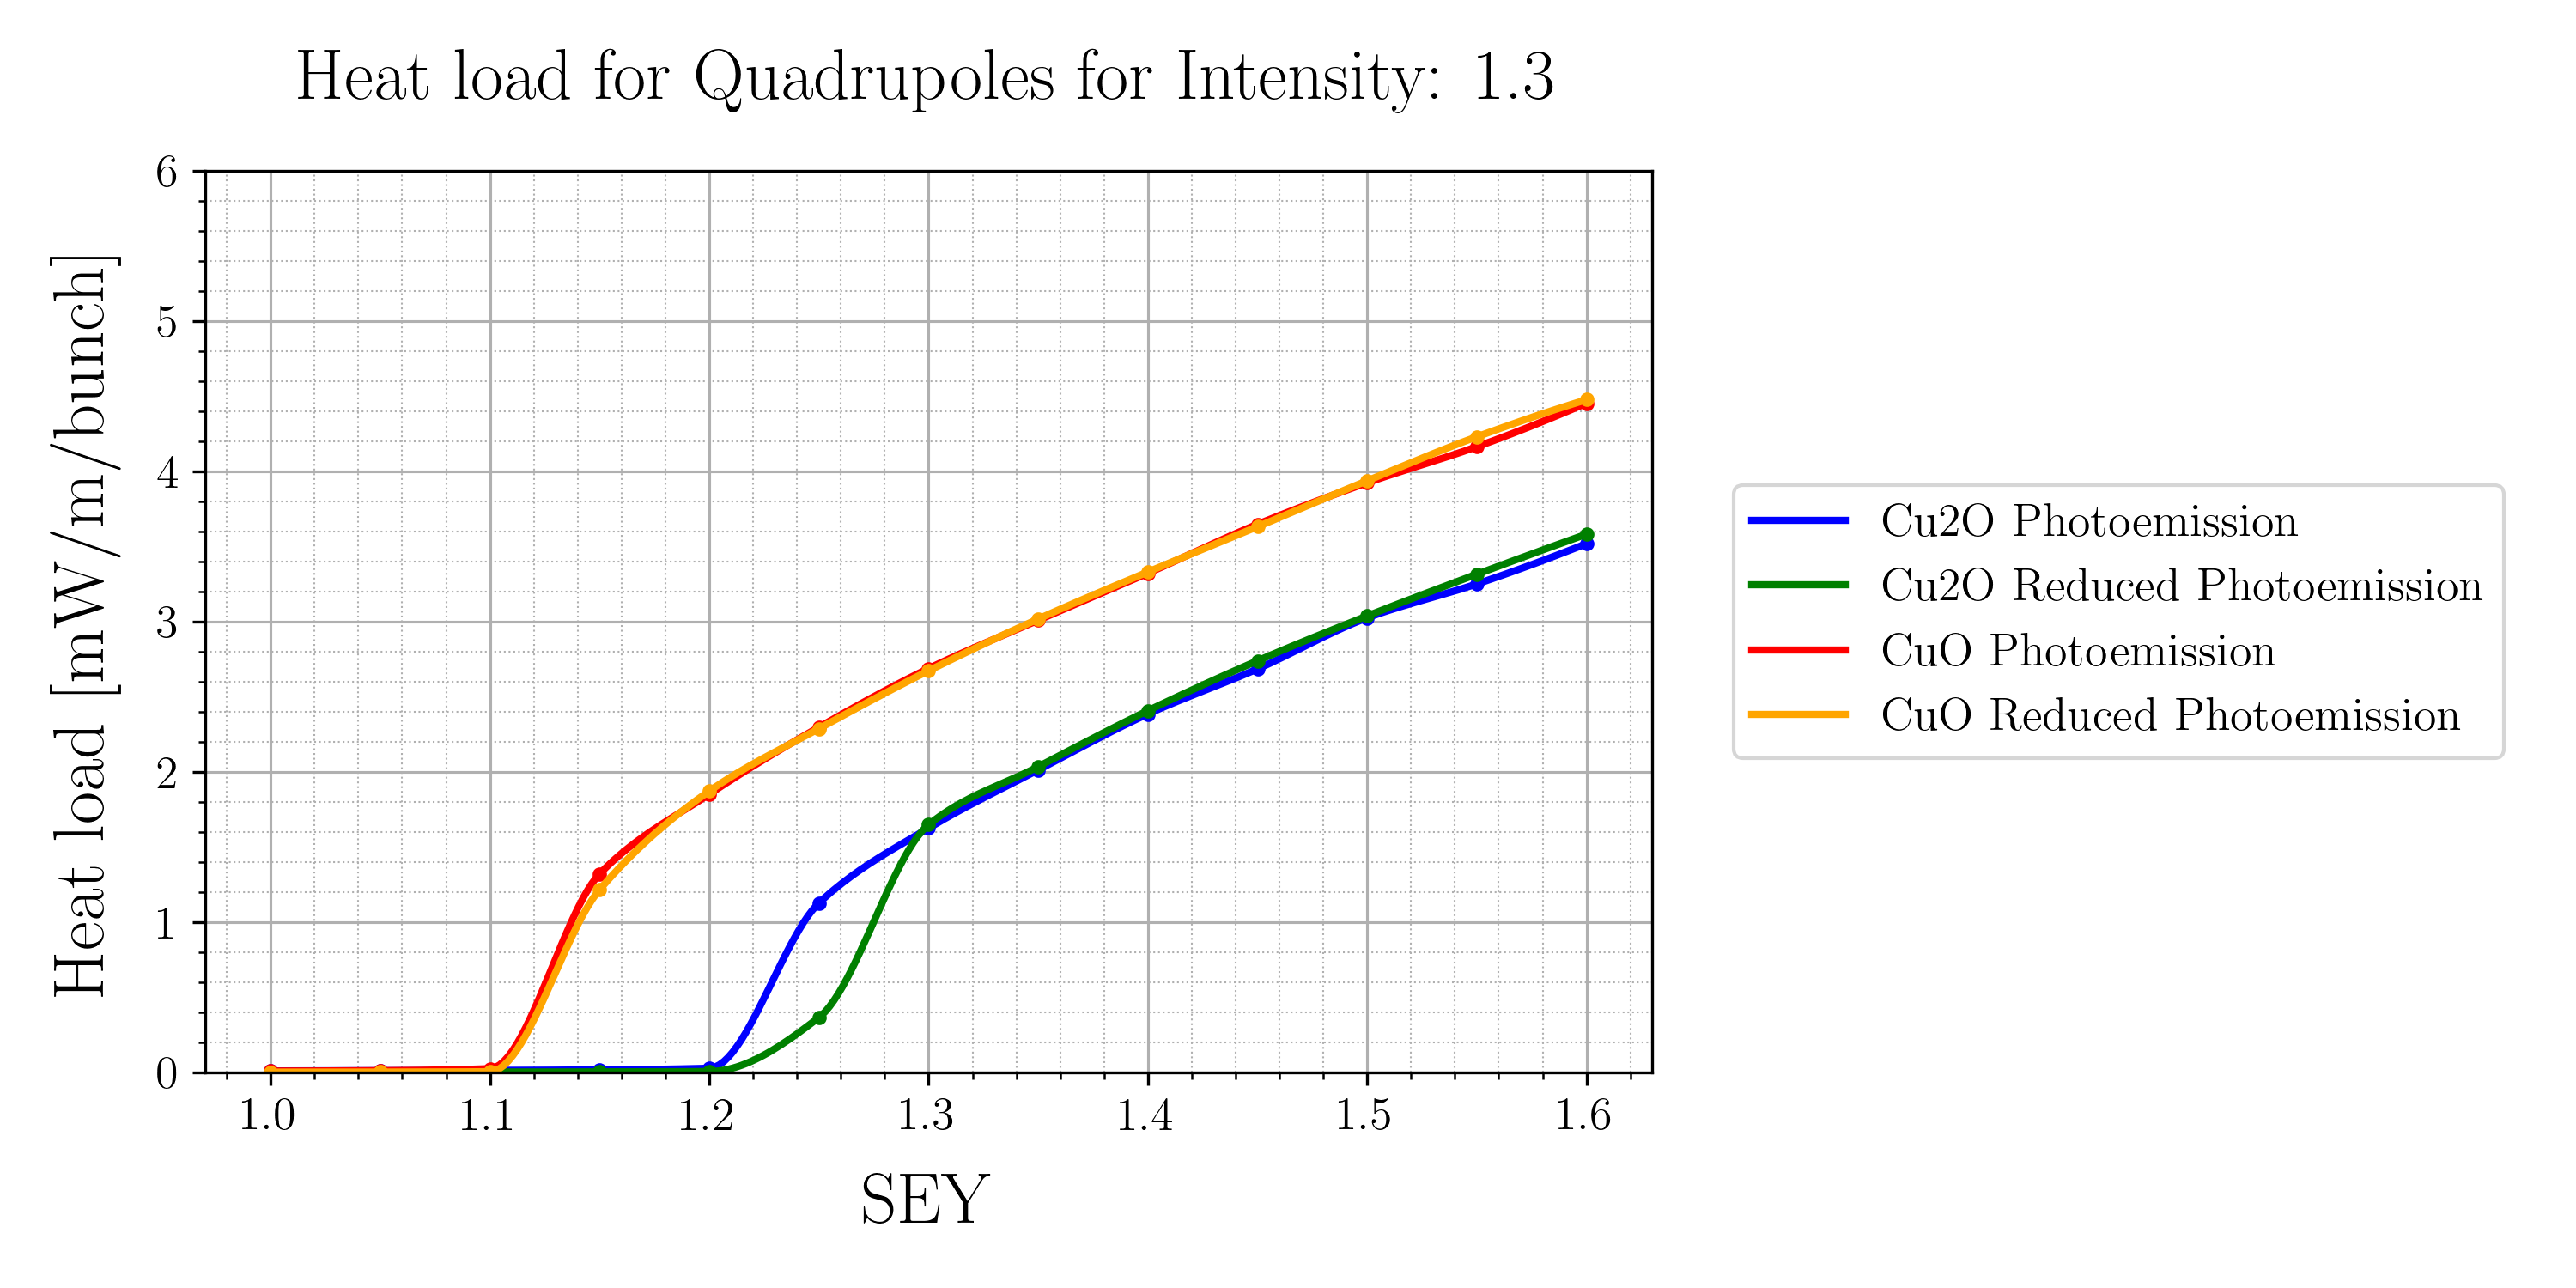 Heat load for Quadrupoles for Intensity: 1.3
Heat load [mW/m/bunch]
6
5
4
3
2
1
0
1.0 1.1 1.2 1.3 1.4 1.5 1.6
SEY
Cu2O Photoemission
Cu2O Reduced Photoemission
CuO Photoemission
CuO Reduced Photoemission